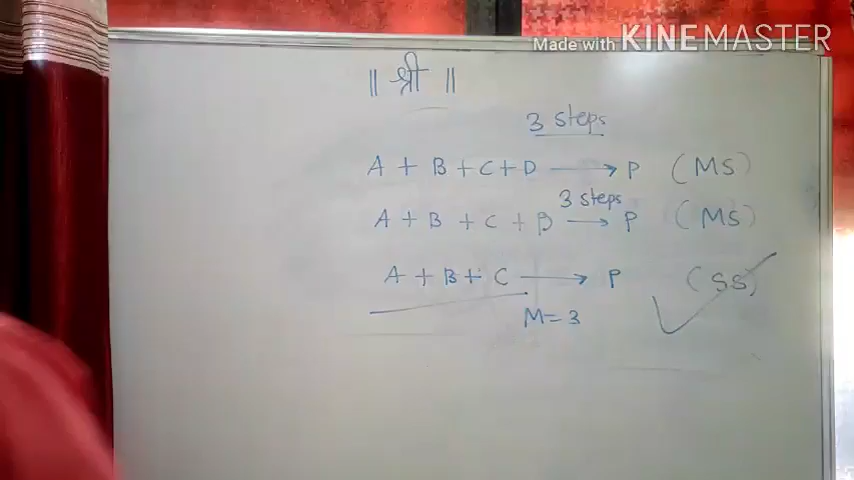 Made with KINEMASTER
॥ श्री ॥
3 steps
A + B + C + D ⟶ P (MS)
3 steps
A + B + C + B ⟶ P (MS)
A + B + C ⟶ P (SS)
M = 3